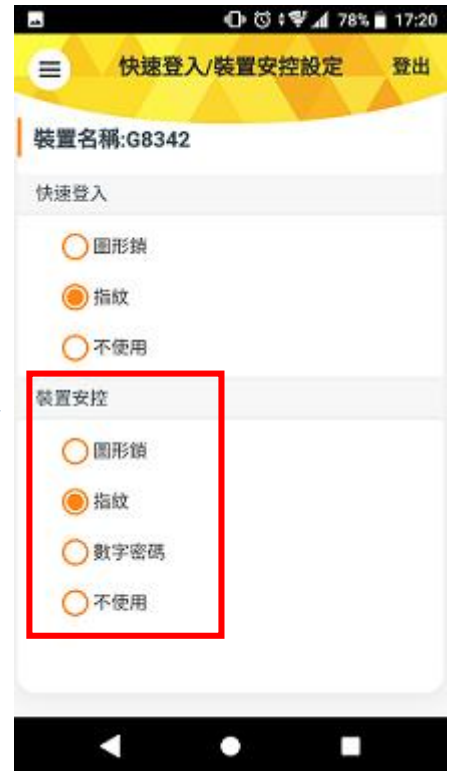 78% 17:20
快速登入/裝置安控設定 登出
裝置名稱:G8342
快速登入
圖形鎖
指紋
不使用
裝置安控
圖形鎖
指紋
數字密碼
不使用